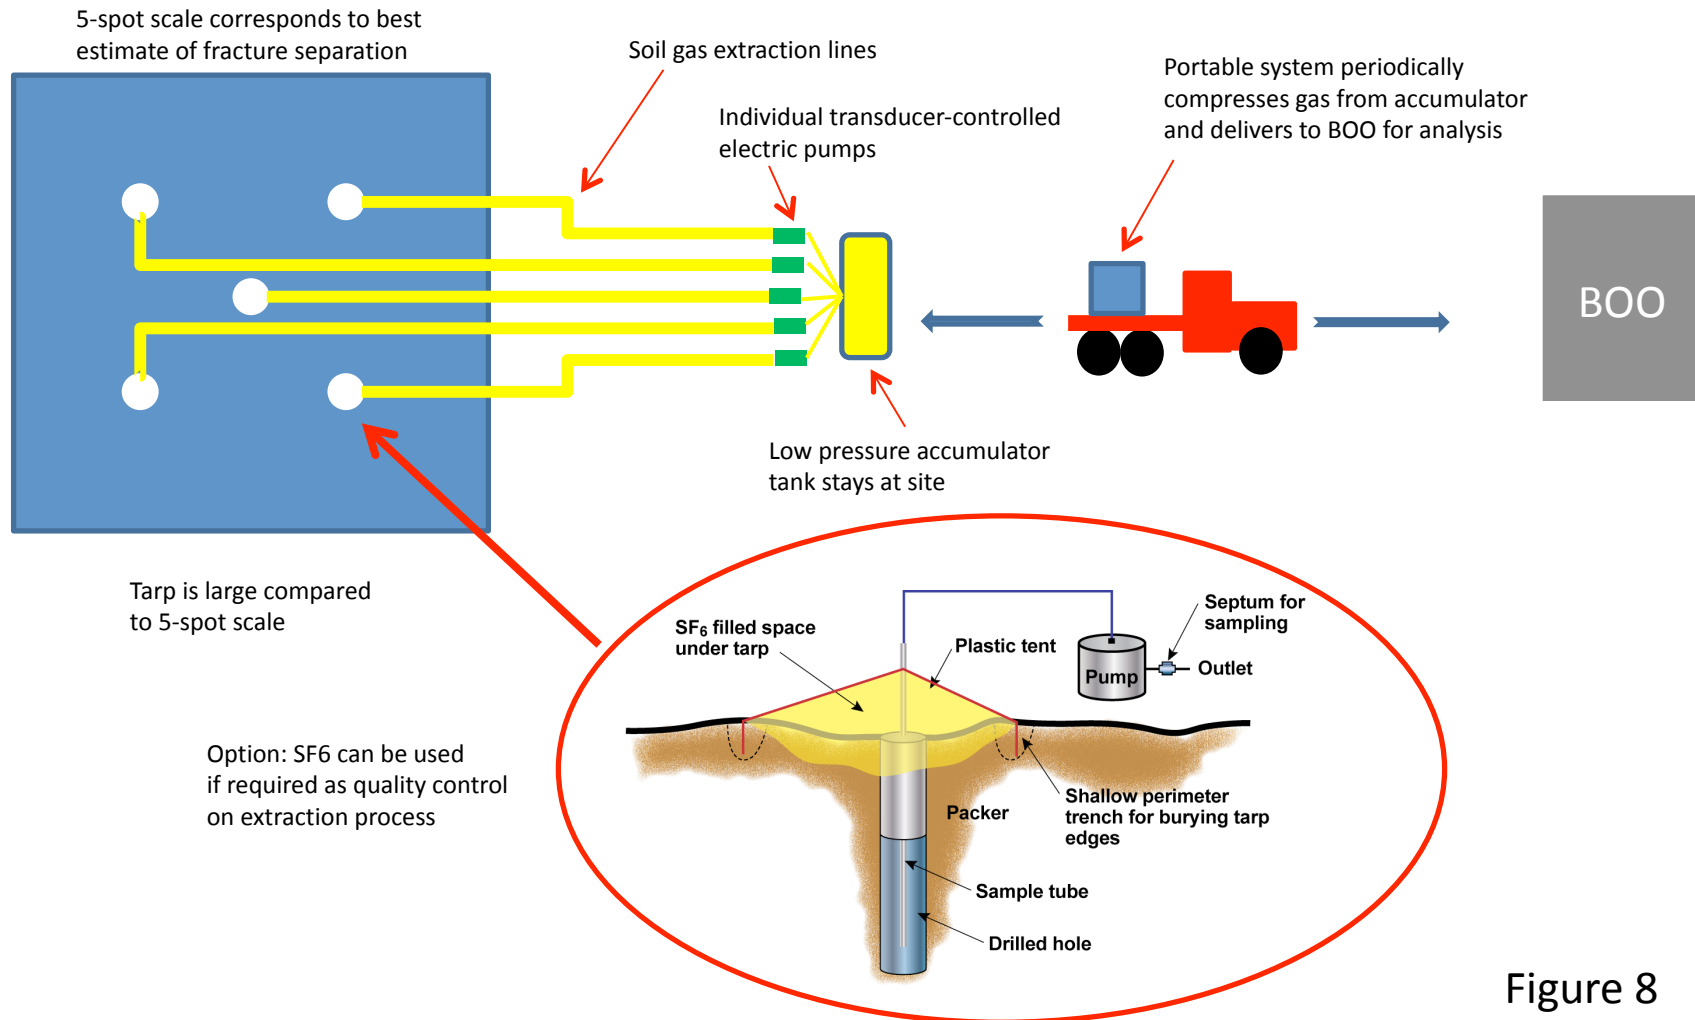 5-spot scale corresponds to best
estimate of fracture separation
Soil gas extraction lines
Individual transducer-controlled
electric pumps
Portable system periodically
compresses gas from accumulator
and delivers to BOO for analysis
BOO
Low pressure accumulator
tank stays at site
Tarp is large compared
to 5-spot scale
Option: SF6 can be used
if required as quality control
on extraction process
SF₆ filled space
under tarp
Plastic tent
Septum for
sampling
Pump
Outlet
Packer
Shallow perimeter
trench for burying tarp
edges
Sample tube
Drilled hole
Figure 8